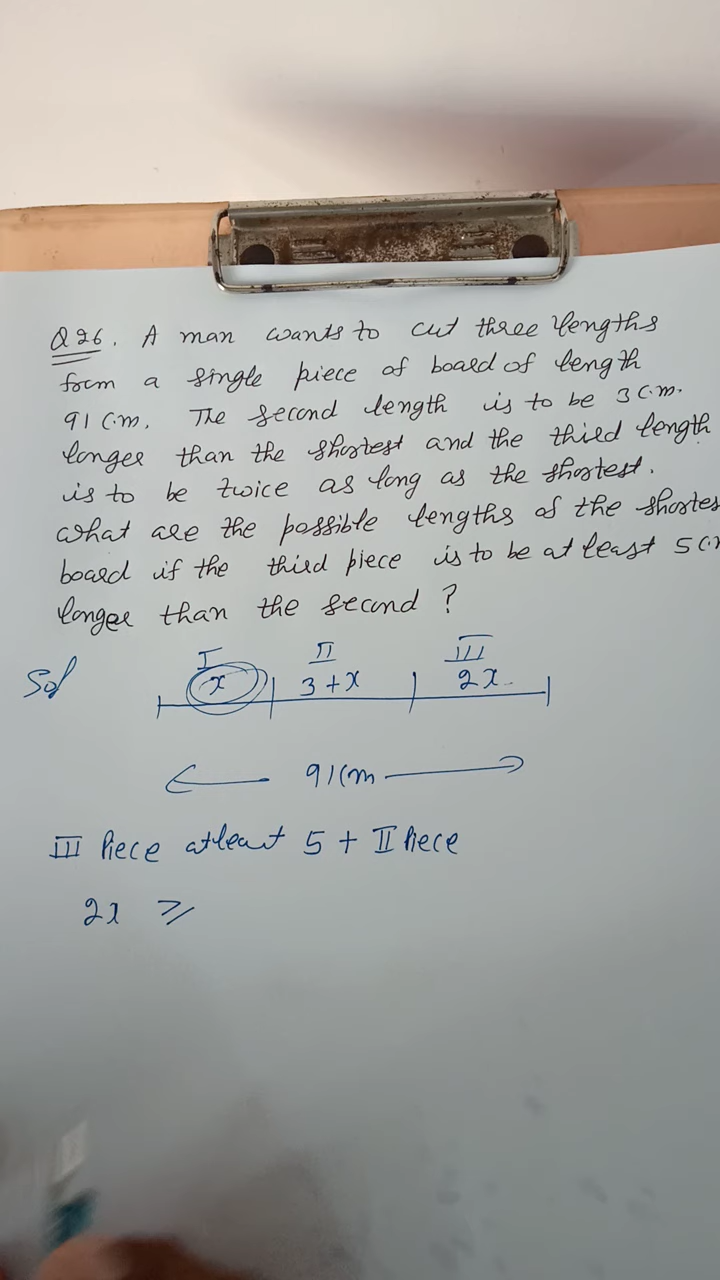 Q26. A man wants to cut three lengths
form a single piece of board of length
91 C.m. The second length is to be 3 C.m.
longer than the shortest and the third length
is to be twice as long as the shortest.
what are the possible lengths of the shortes
board if the third piece is to be at least 5 C.m
longer than the second ?
I II III
Sol x 3+x 2x
91 Cm
III Piece atleast 5 + II Piece
2x ≥